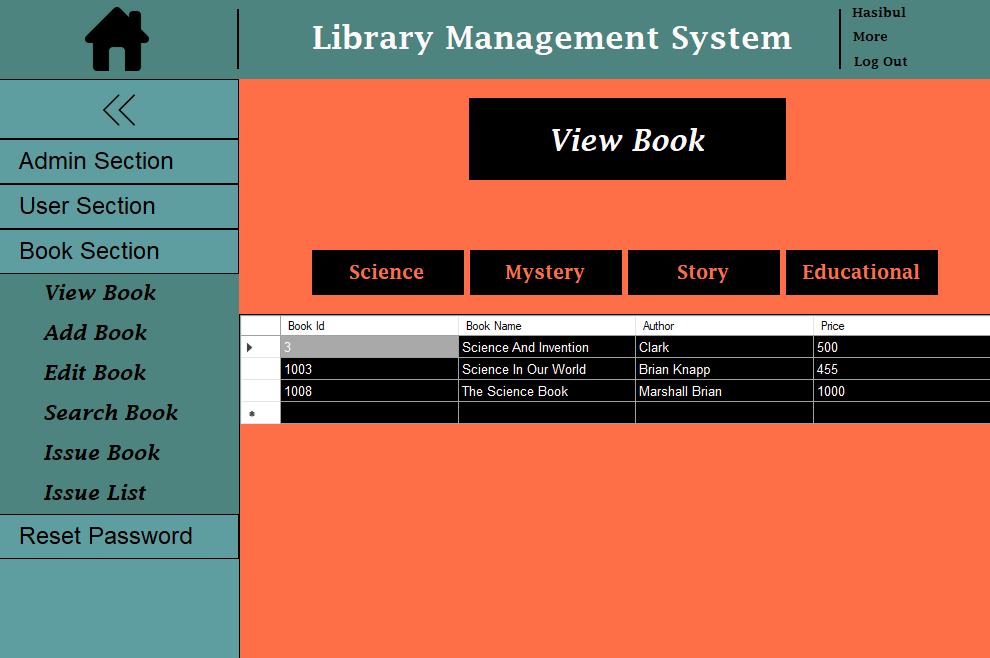 Library Management System
Hasibul
More
Log Out
Admin Section
User Section
Book Section
View Book
Add Book
Edit Book
Search Book
Issue Book
Issue List
Reset Password
View Book
Science Mystery Story Educational
Book Id Book Name Author Price
3 Science And Invention Clark 500
1003 Science In Our World Brian Knapp 455
1008 The Science Book Marshall Brian 1000